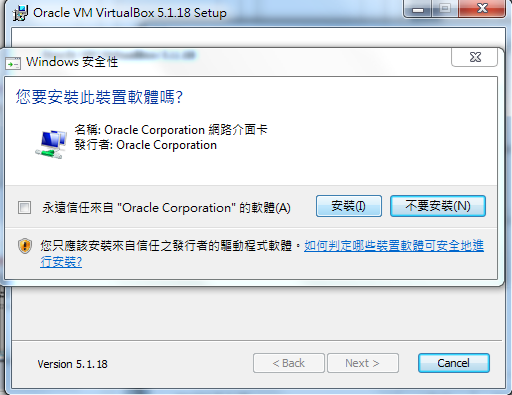 Oracle VM VirtualBox 5.1.18 Setup
Windows 安全性
您要安裝此裝置軟體嗎?
名稱: Oracle Corporation 網路介面卡
發行者: Oracle Corporation
永遠信任來自 "Oracle Corporation" 的軟體(A)
安裝(I)
不要安裝(N)
您只應該安裝來自信任之發行者的驅動程式軟體。如何判定哪些裝置軟體可安全地進
行安裝?
Version 5.1.18
< Back
Next >
Cancel